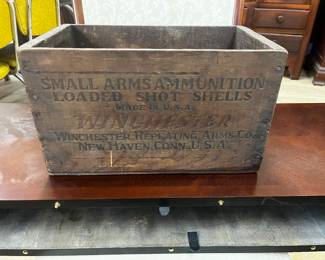 SMALL ARMS AMMUNITION
LOADED SHOT SHELLS
MADE IN U.S.A.
WINCHESTER
WINCHESTER REPEATING ARMS CO.
NEW HAVEN, CONN. U.S.A.